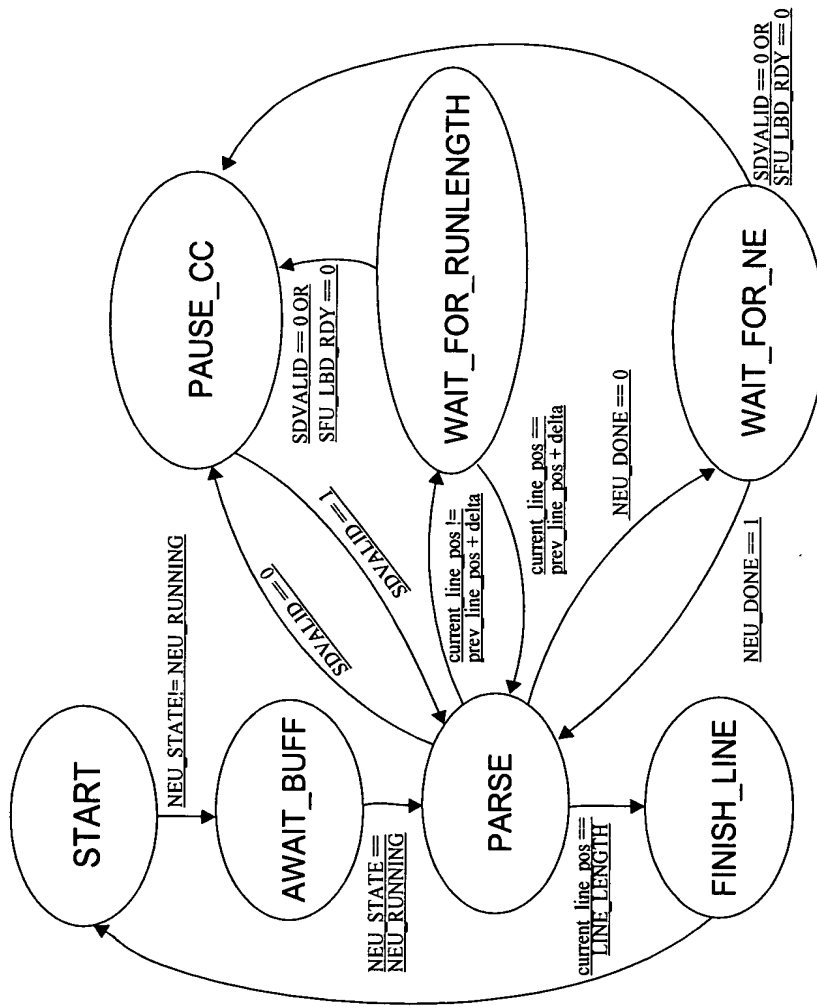 START
NEU_STATE!= NEU_RUNNING
AWAIT_BUFF
NEU_STATE ==
NEU_RUNNING
PARSE
current_line_pos ==
LINE_LENGTH
FINISH_LINE
PAUSE_CC
SDVALID == 0
SDVALID == 1
SDVALID == 0 OR
SFU_LBD_RDY == 0
WAIT_FOR_RUNLENGTH
current_line_pos !=
prev_line_pos + delta
current_line_pos ==
prev_line_pos + delta
NEU_DONE == 0
NEU_DONE == 1
WAIT_FOR_NE
SDVALID == 0 OR
SFU_LBD_RDY == 0